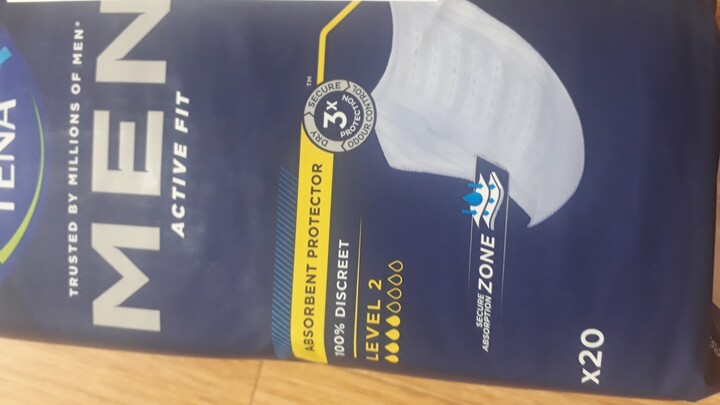 TENA
TRUSTED BY MILLIONS OF MEN*
MEN
ACTIVE FIT
DRY SECURE ODOUR CONTROL
3X
PROTECTION
TM
ABSORBENT PROTECTOR
100% DISCREET
LEVEL 2
SECURE
ABSORPTION ZONE
x20